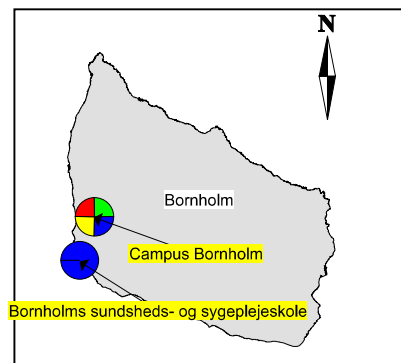 N
Bornholm
Campus Bornholm
Bornholms sundsheds- og sygeplejeskole